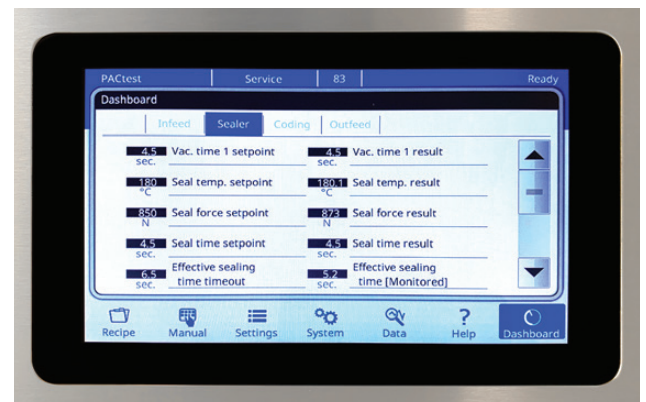 PACtest Service 83 Ready
Dashboard
Infeed Sealer Coding Outfeed
4.5 sec. Vac. time 1 setpoint 4.5 sec. Vac. time 1 result
180 °C Seal temp. setpoint 180.1 °C Seal temp. result
850 N Seal force setpoint 873 N Seal force result
4.5 sec. Seal time setpoint 4.5 sec. Seal time result
6.5 sec. Effective sealing time timeout 5.2 sec. Effective sealing time [Monitored]
Recipe Manual Settings System Data ? Help Dashboard